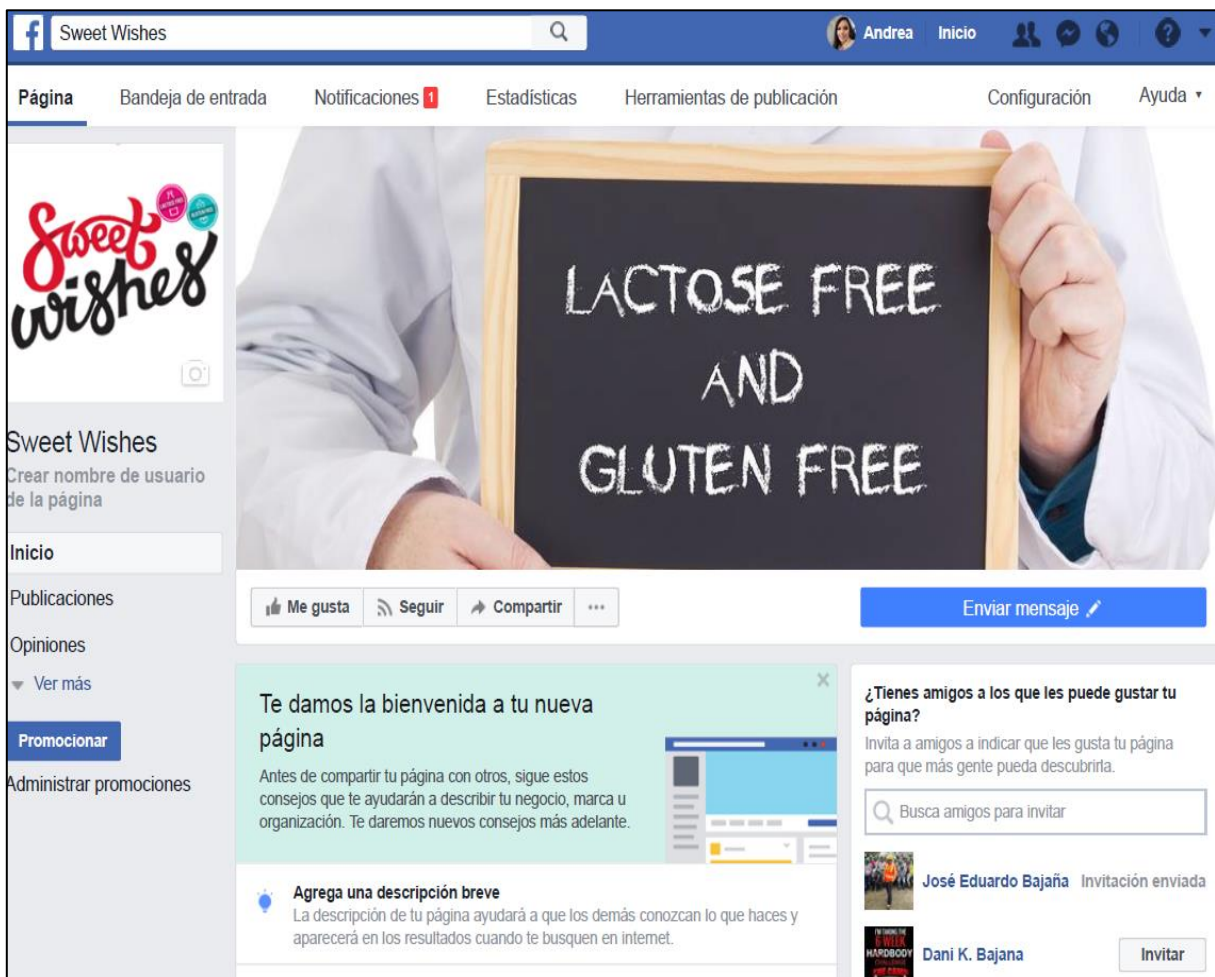 Sweet Wishes
Andrea Inicio
Página Bandeja de entrada Notificaciones 1 Estadísticas Herramientas de publicación Configuración Ayuda
Sweet
wishes
LACTOSE FREE
AND
GLUTEN FREE
Sweet Wishes
Crear nombre de usuario
de la página
Inicio
Publicaciones
Opiniones
Ver más
Promocionar
Administrar promociones
Me gusta Seguir Compartir ...
Enviar mensaje
Te damos la bienvenida a tu nueva
página
Antes de compartir tu página con otros, sigue estos
consejos que te ayudarán a describir tu negocio, marca u
organización. Te daremos nuevos consejos más adelante.
Agrega una descripción breve
La descripción de tu página ayudará a que los demás conozcan lo que haces y
aparecerá en los resultados cuando te busquen en internet.
¿Tienes amigos a los que les puede gustar tu
página?
Invita a amigos a indicar que les gusta tu página
para que más gente pueda descubrirla.
Busca amigos para invitar
José Eduardo Bajaña Invitación enviada
Dani K. Bajana Invitar